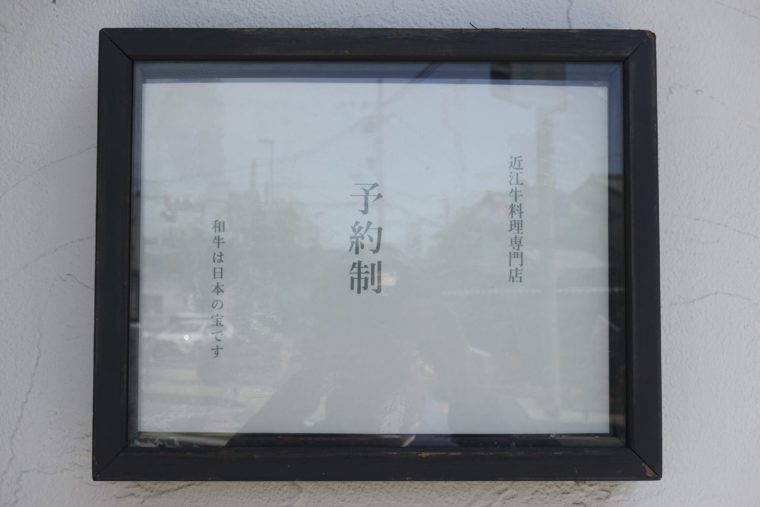 近江牛料理専門店
予約制
和牛は日本の宝です